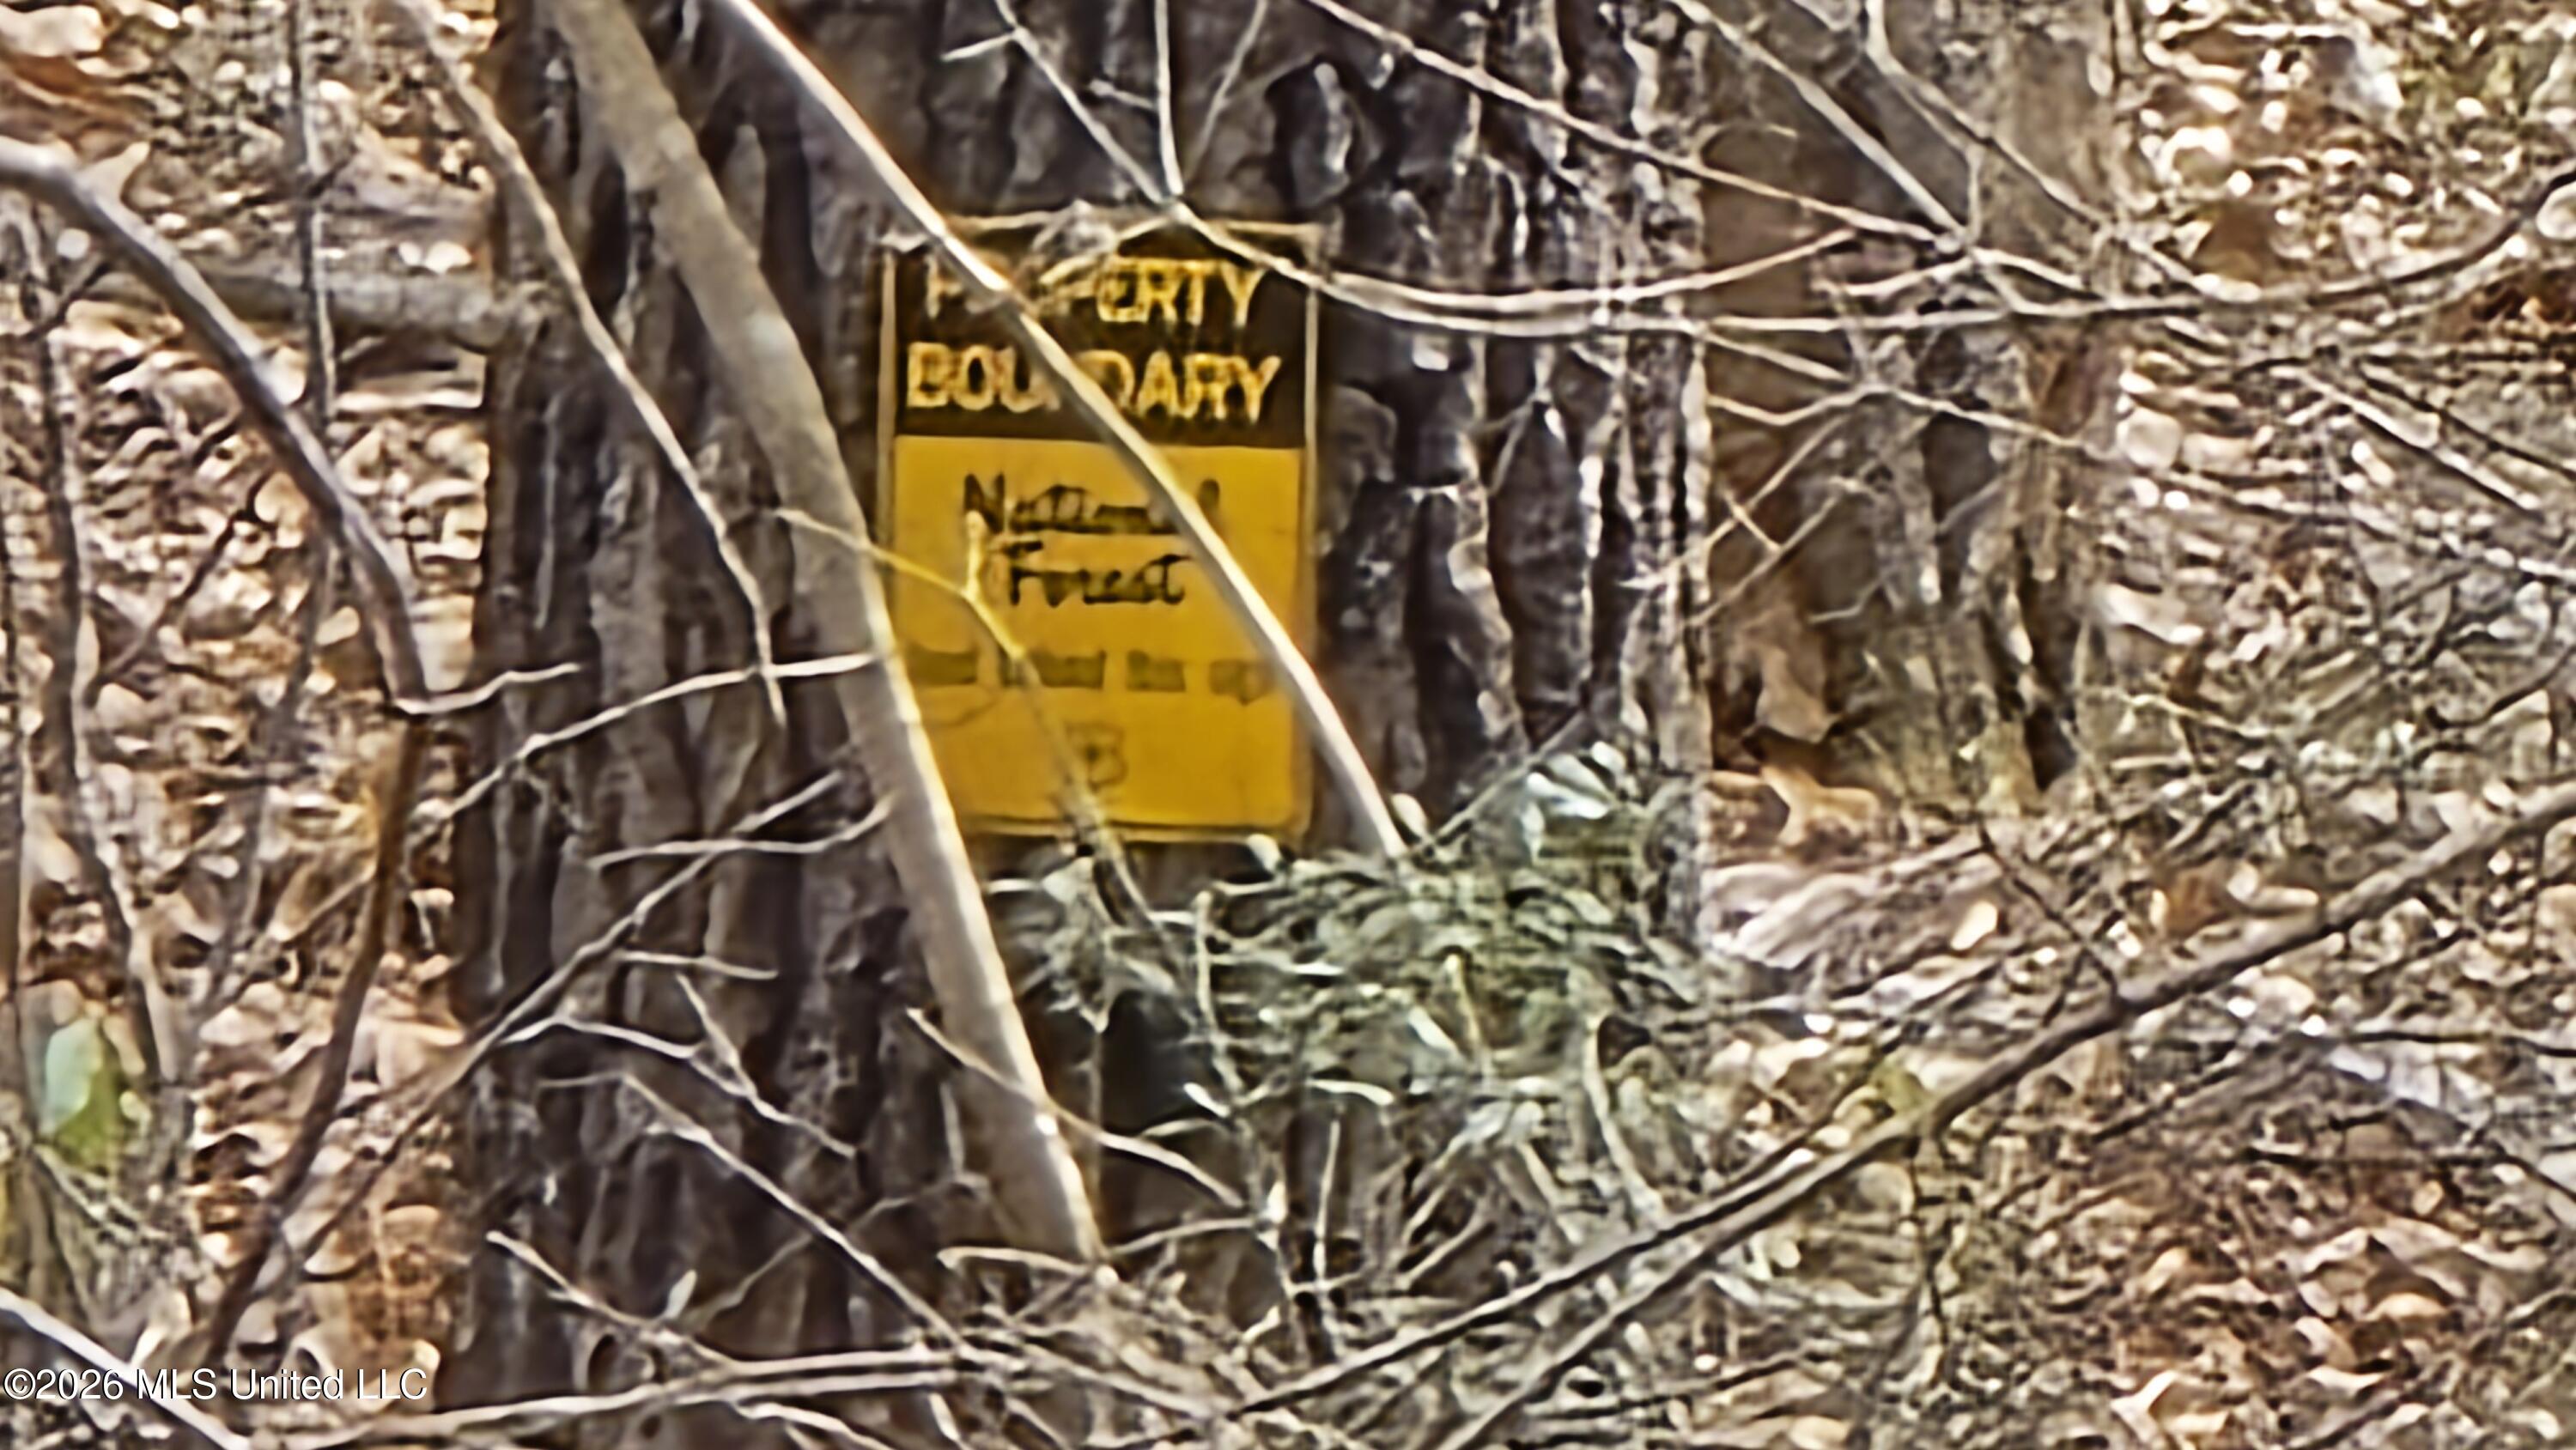 PROPERTY
BOUNDARY
National
Forest
©2026 MLS United LLC